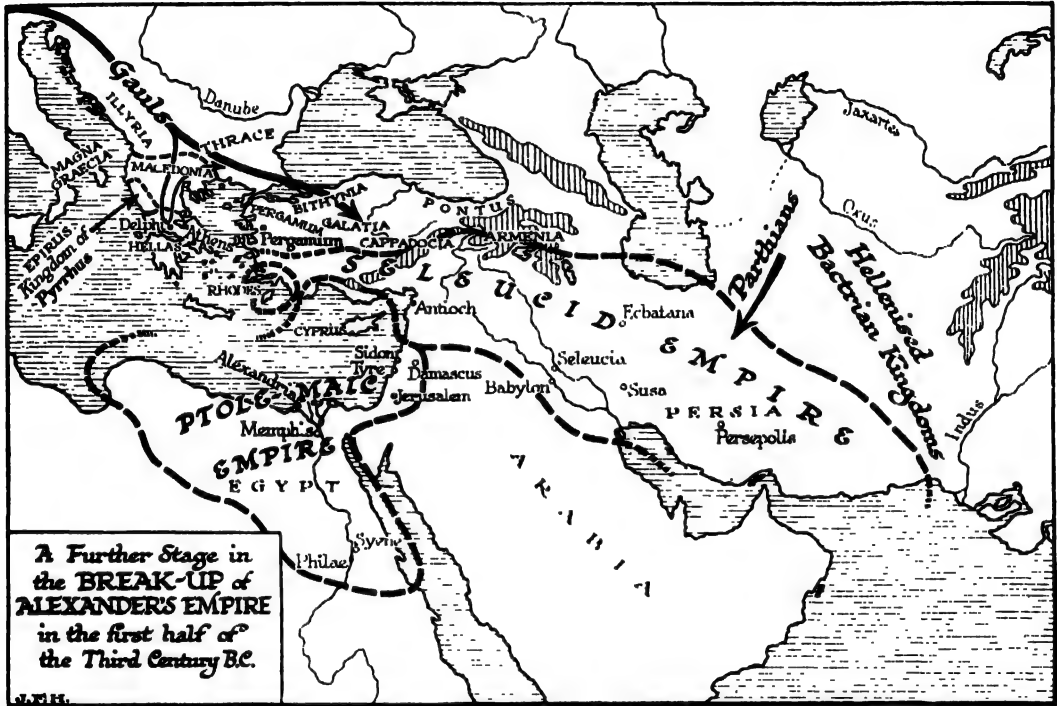 Gauls
ILLYRIA
Danube
THRACE
MAGNA
GRAECIA
MALEDONIA
EPIRUS
Kingdom of
Pyrrhus
Delphi
HELLAS
Athens
BITHYNIA
PERGAMUM
Pergamum
GALATIA
PONTUS
CAPPADOCIA
ARMENIA
RHODES
CYPRUS
SELEUCID
EMPIRE
Antioch
Ecbatana
Jaxartes
Oxus
Parthians
Hellenised
Bactrian Kingdoms
Indus
Sidon
Tyre
Damascus
Jerusalem
Seleucia
Babylon
Susa
PERSIA
Persepolis
Alexandria
PTOLEMAIC
EMPIRE
Memphis
EGYPT
ARABIA
Syene
Philae
A Further Stage in
the BREAK-UP of
ALEXANDER'S EMPIRE
in the first half of
the Third Century B.C.
J.F.H.